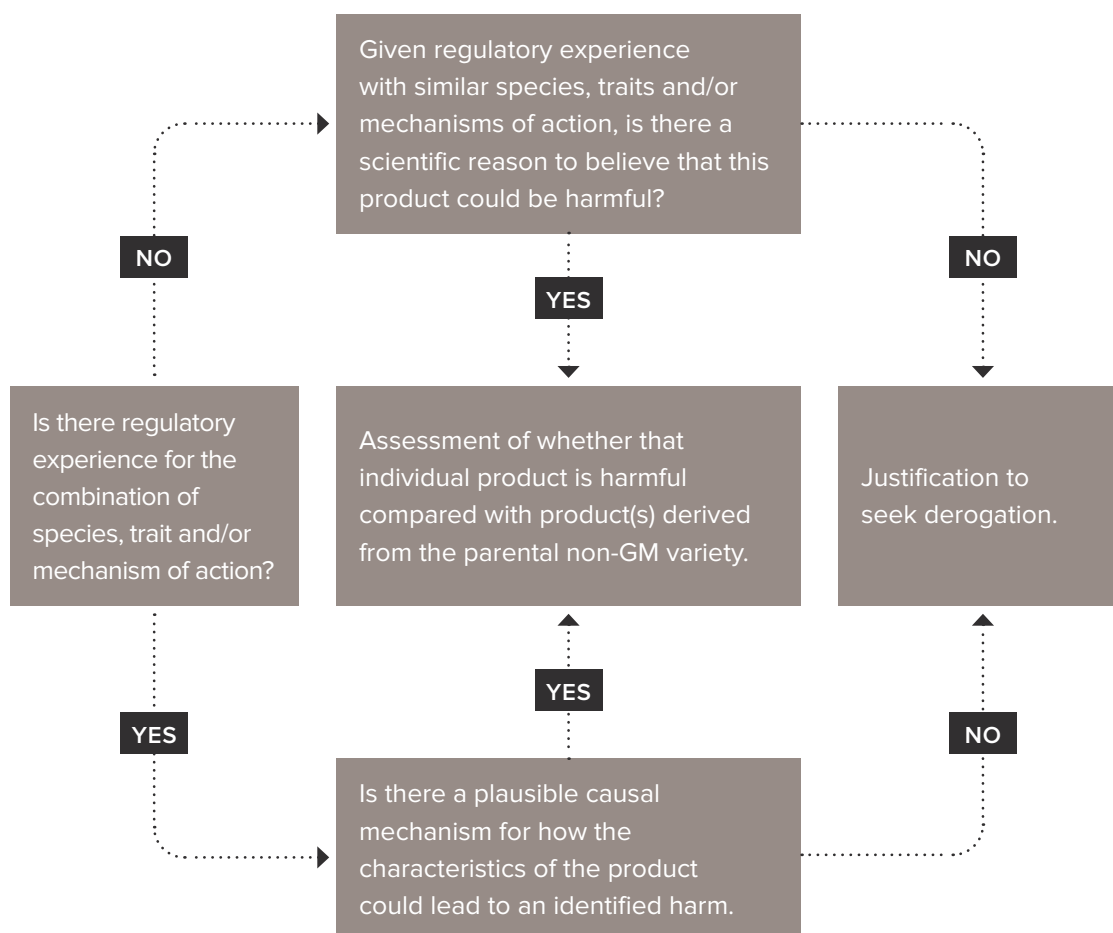 Given regulatory experience
with similar species, traits and/or
mechanisms of action, is there a
scientific reason to believe that this
product could be harmful?
NO
YES
NO
Is there regulatory
experience for the
combination of
species, trait and/or
mechanism of action?
Assessment of whether that
individual product is harmful
compared with product(s) derived
from the parental non-GM variety.
Justification to
seek derogation.
YES
YES
NO
Is there a plausible causal
mechanism for how the
characteristics of the product
could lead to an identified harm.